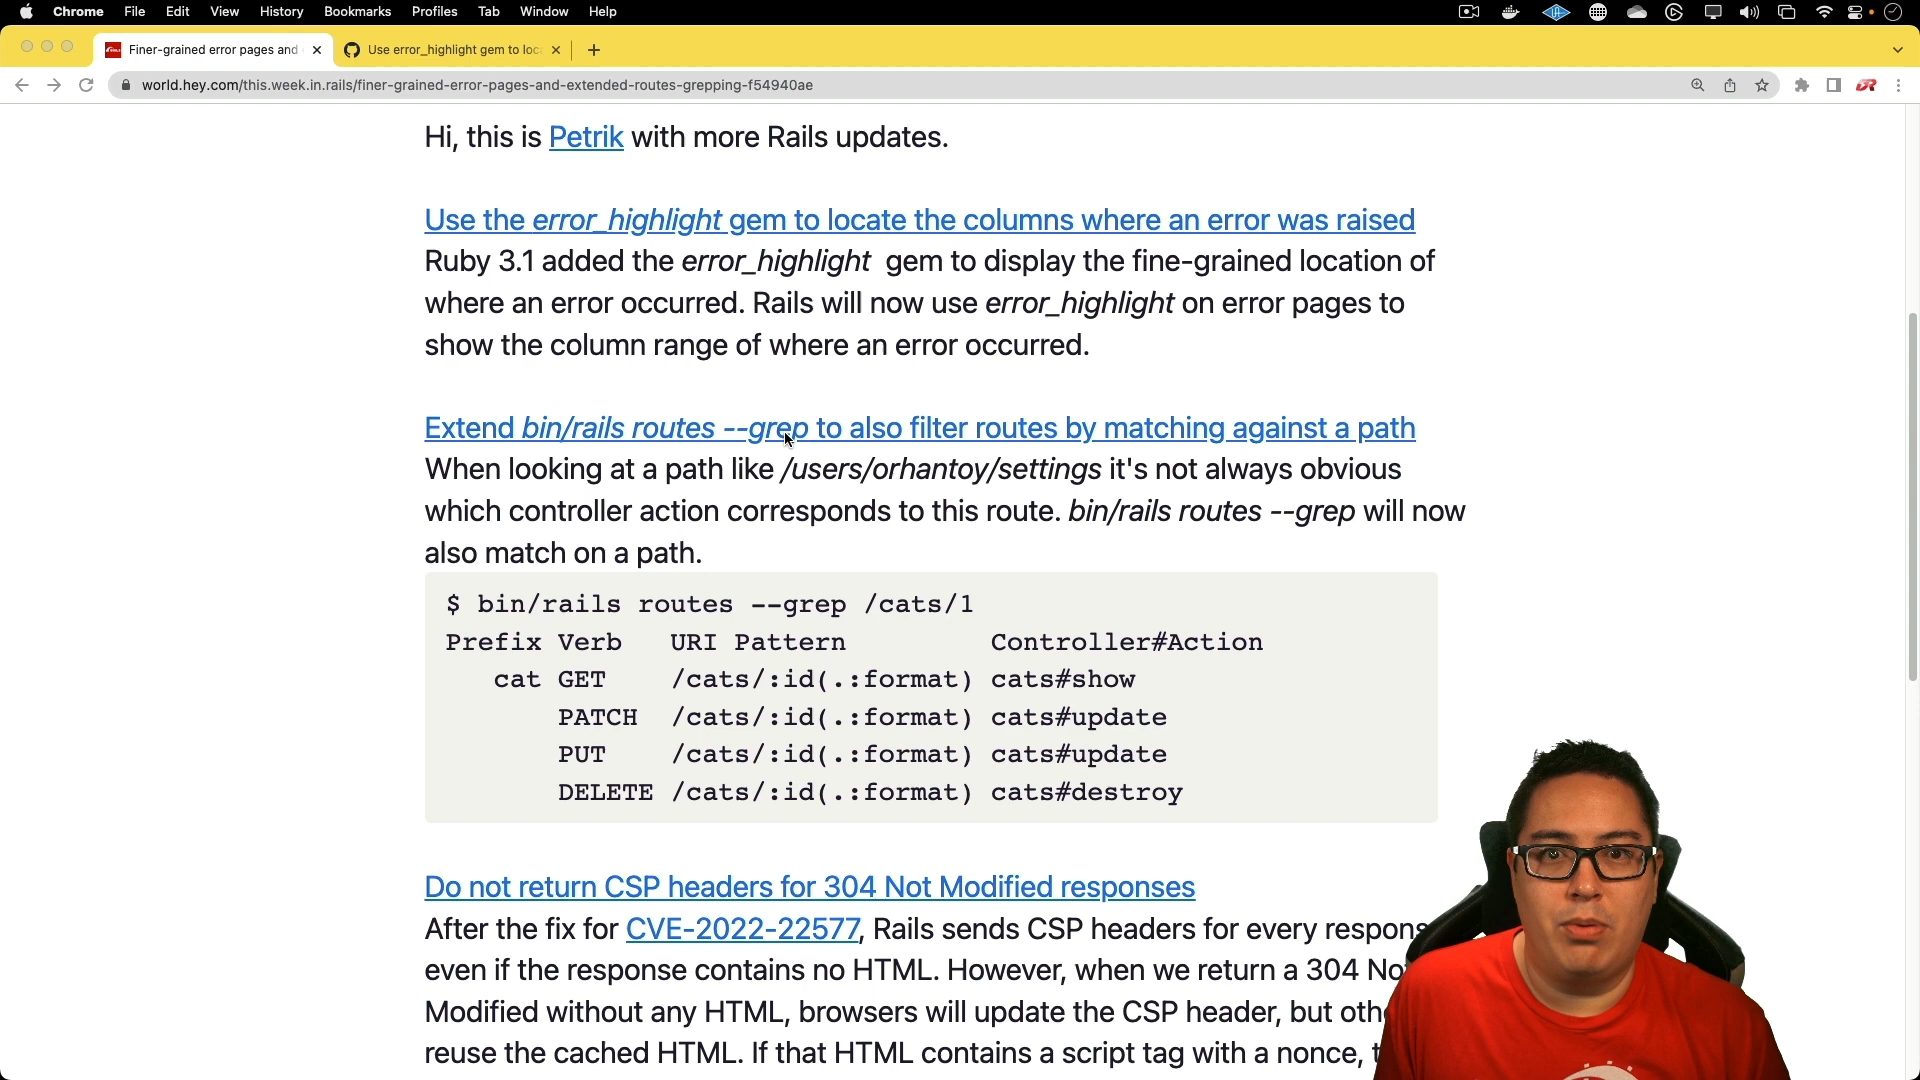 Chrome File Edit View History Bookmarks Profiles Tab Window Help
Finer-grained error pages and
Use error_highlight gem to loc
world.hey.com/this.week.in.rails/finer-grained-error-pages-and-extended-routes-grepping-f54940ae
Hi, this is Petrik with more Rails updates.
Use the error_highlight gem to locate the columns where an error was raised
Ruby 3.1 added the error_highlight gem to display the fine-grained location of
where an error occurred. Rails will now use error_highlight on error pages to
show the column range of where an error occurred.
Extend bin/rails routes --grep to also filter routes by matching against a path
When looking at a path like /users/orhantoy/settings it's not always obvious
which controller action corresponds to this route. bin/rails routes --grep will now
also match on a path.
$ bin/rails routes --grep /cats/1
Prefix Verb URI Pattern Controller#Action
cat GET /cats/:id(.:format) cats#show
PATCH /cats/:id(.:format) cats#update
PUT /cats/:id(.:format) cats#update
DELETE /cats/:id(.:format) cats#destroy
Do not return CSP headers for 304 Not Modified responses
After the fix for CVE-2022-22577, Rails sends CSP headers for every respons
even if the response contains no HTML. However, when we return a 304 No
Modified without any HTML, browsers will update the CSP header, but oth
reuse the cached HTML. If that HTML contains a script tag with a nonce, t